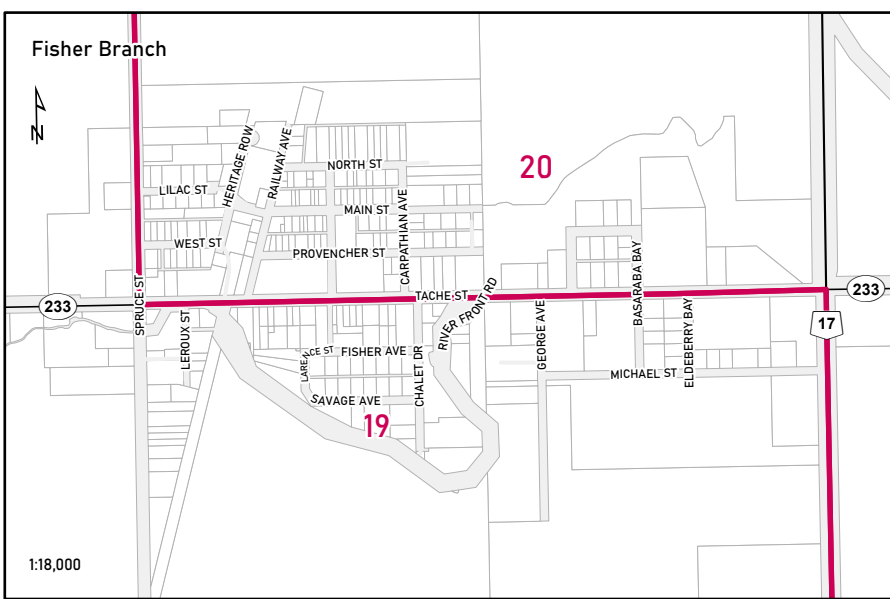 Fisher Branch
N
20
HERITAGE ROW
RAILWAY AVE
NORTH ST
LILAC ST
MAIN ST
CARPATHIAN AVE
WEST ST
PROVENCHER ST
BASARABA BAY
SPRUCE ST
233
TACHE ST
RIVER FRONT RD
233
17
LEROUX ST
GEORGE AVE
ELDEBERRY BAY
LARENCE ST
FISHER AVE
CHALET DR
MICHAEL ST
SAVAGE AVE
19
1:18,000